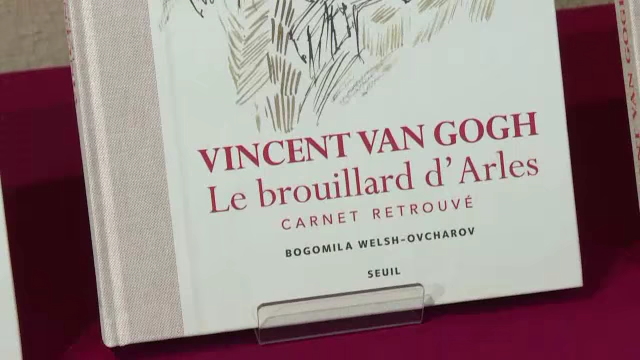 VINCENT VAN GOGH
Le brouillard d'Arles
CARNET RETROUVÉ
BOGOMILA WELSH-OVCHAROV
SEUIL